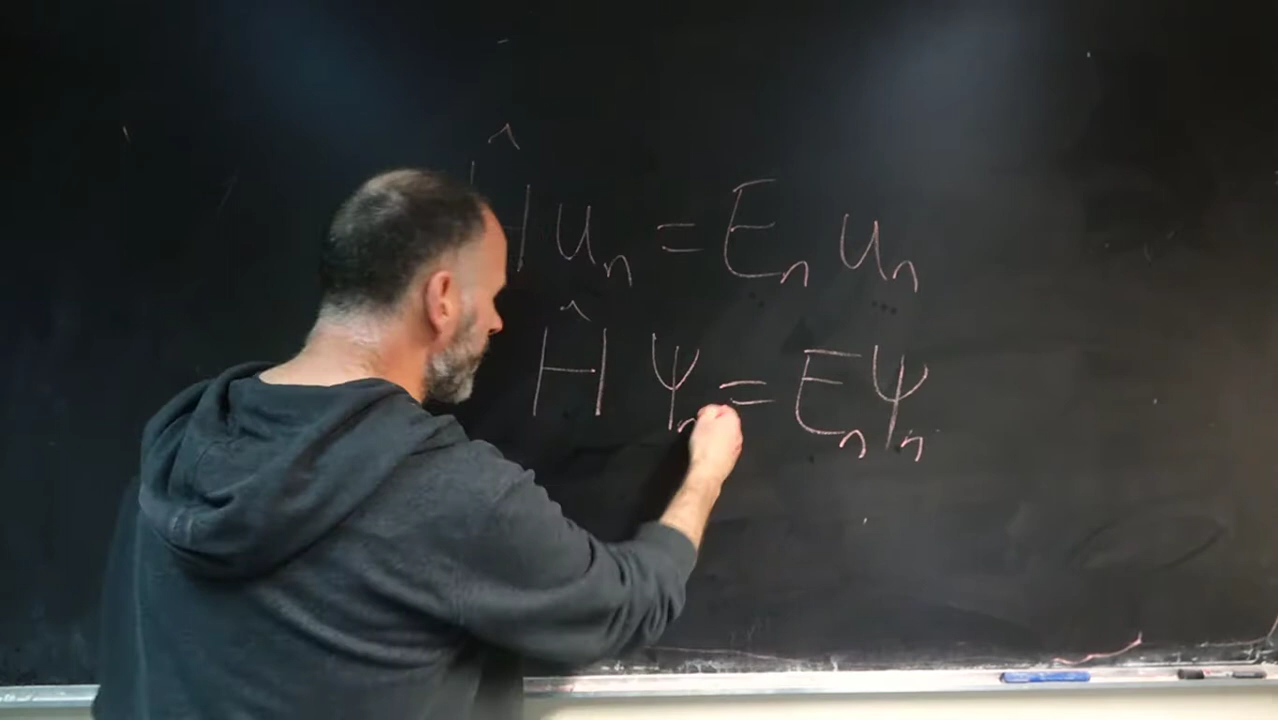 Ĥ uₙ = Eₙ uₙ
Ĥ ψₙ = Eₙ ψₙ